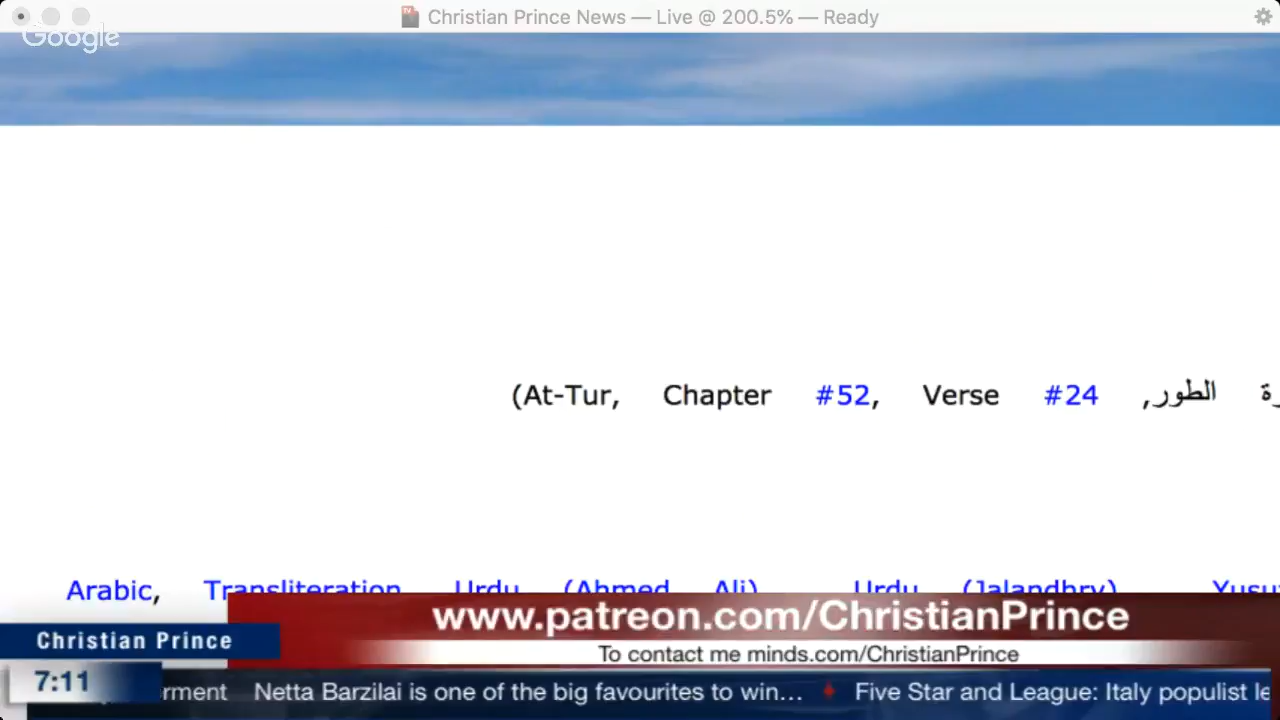 Christian Prince News — Live @ 200.5% — Ready
Google
(At-Tur, Chapter #52, Verse #24 ,الطور
Arabic, Transliteration Urdu (Ahmed Ali) Urdu (Jalandhry)
www.patreon.com/ChristianPrince
Christian Prince
To contact me minds.com/ChristianPrince
7:11
Netta Barzilai is one of the big favourites to win... Five Star and League: Italy populist